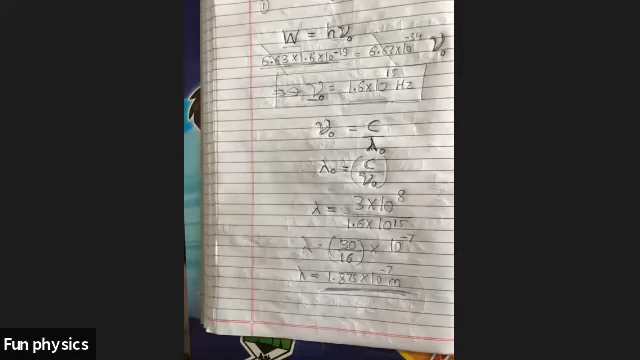 1)
W = hν₀
6.63×1.6×10⁻¹⁹ = 6.63×10⁻³⁴ ν₀
⇒ ν₀ = 1.6×10¹⁵ Hz
ν₀ = C/λ₀
λ₀ = (C/ν₀)
λ = 3×10⁸/1.6×10¹⁵
λ = (30/16) × 10⁻⁷
λ = 1.875×10⁻⁷ m
Fun physics